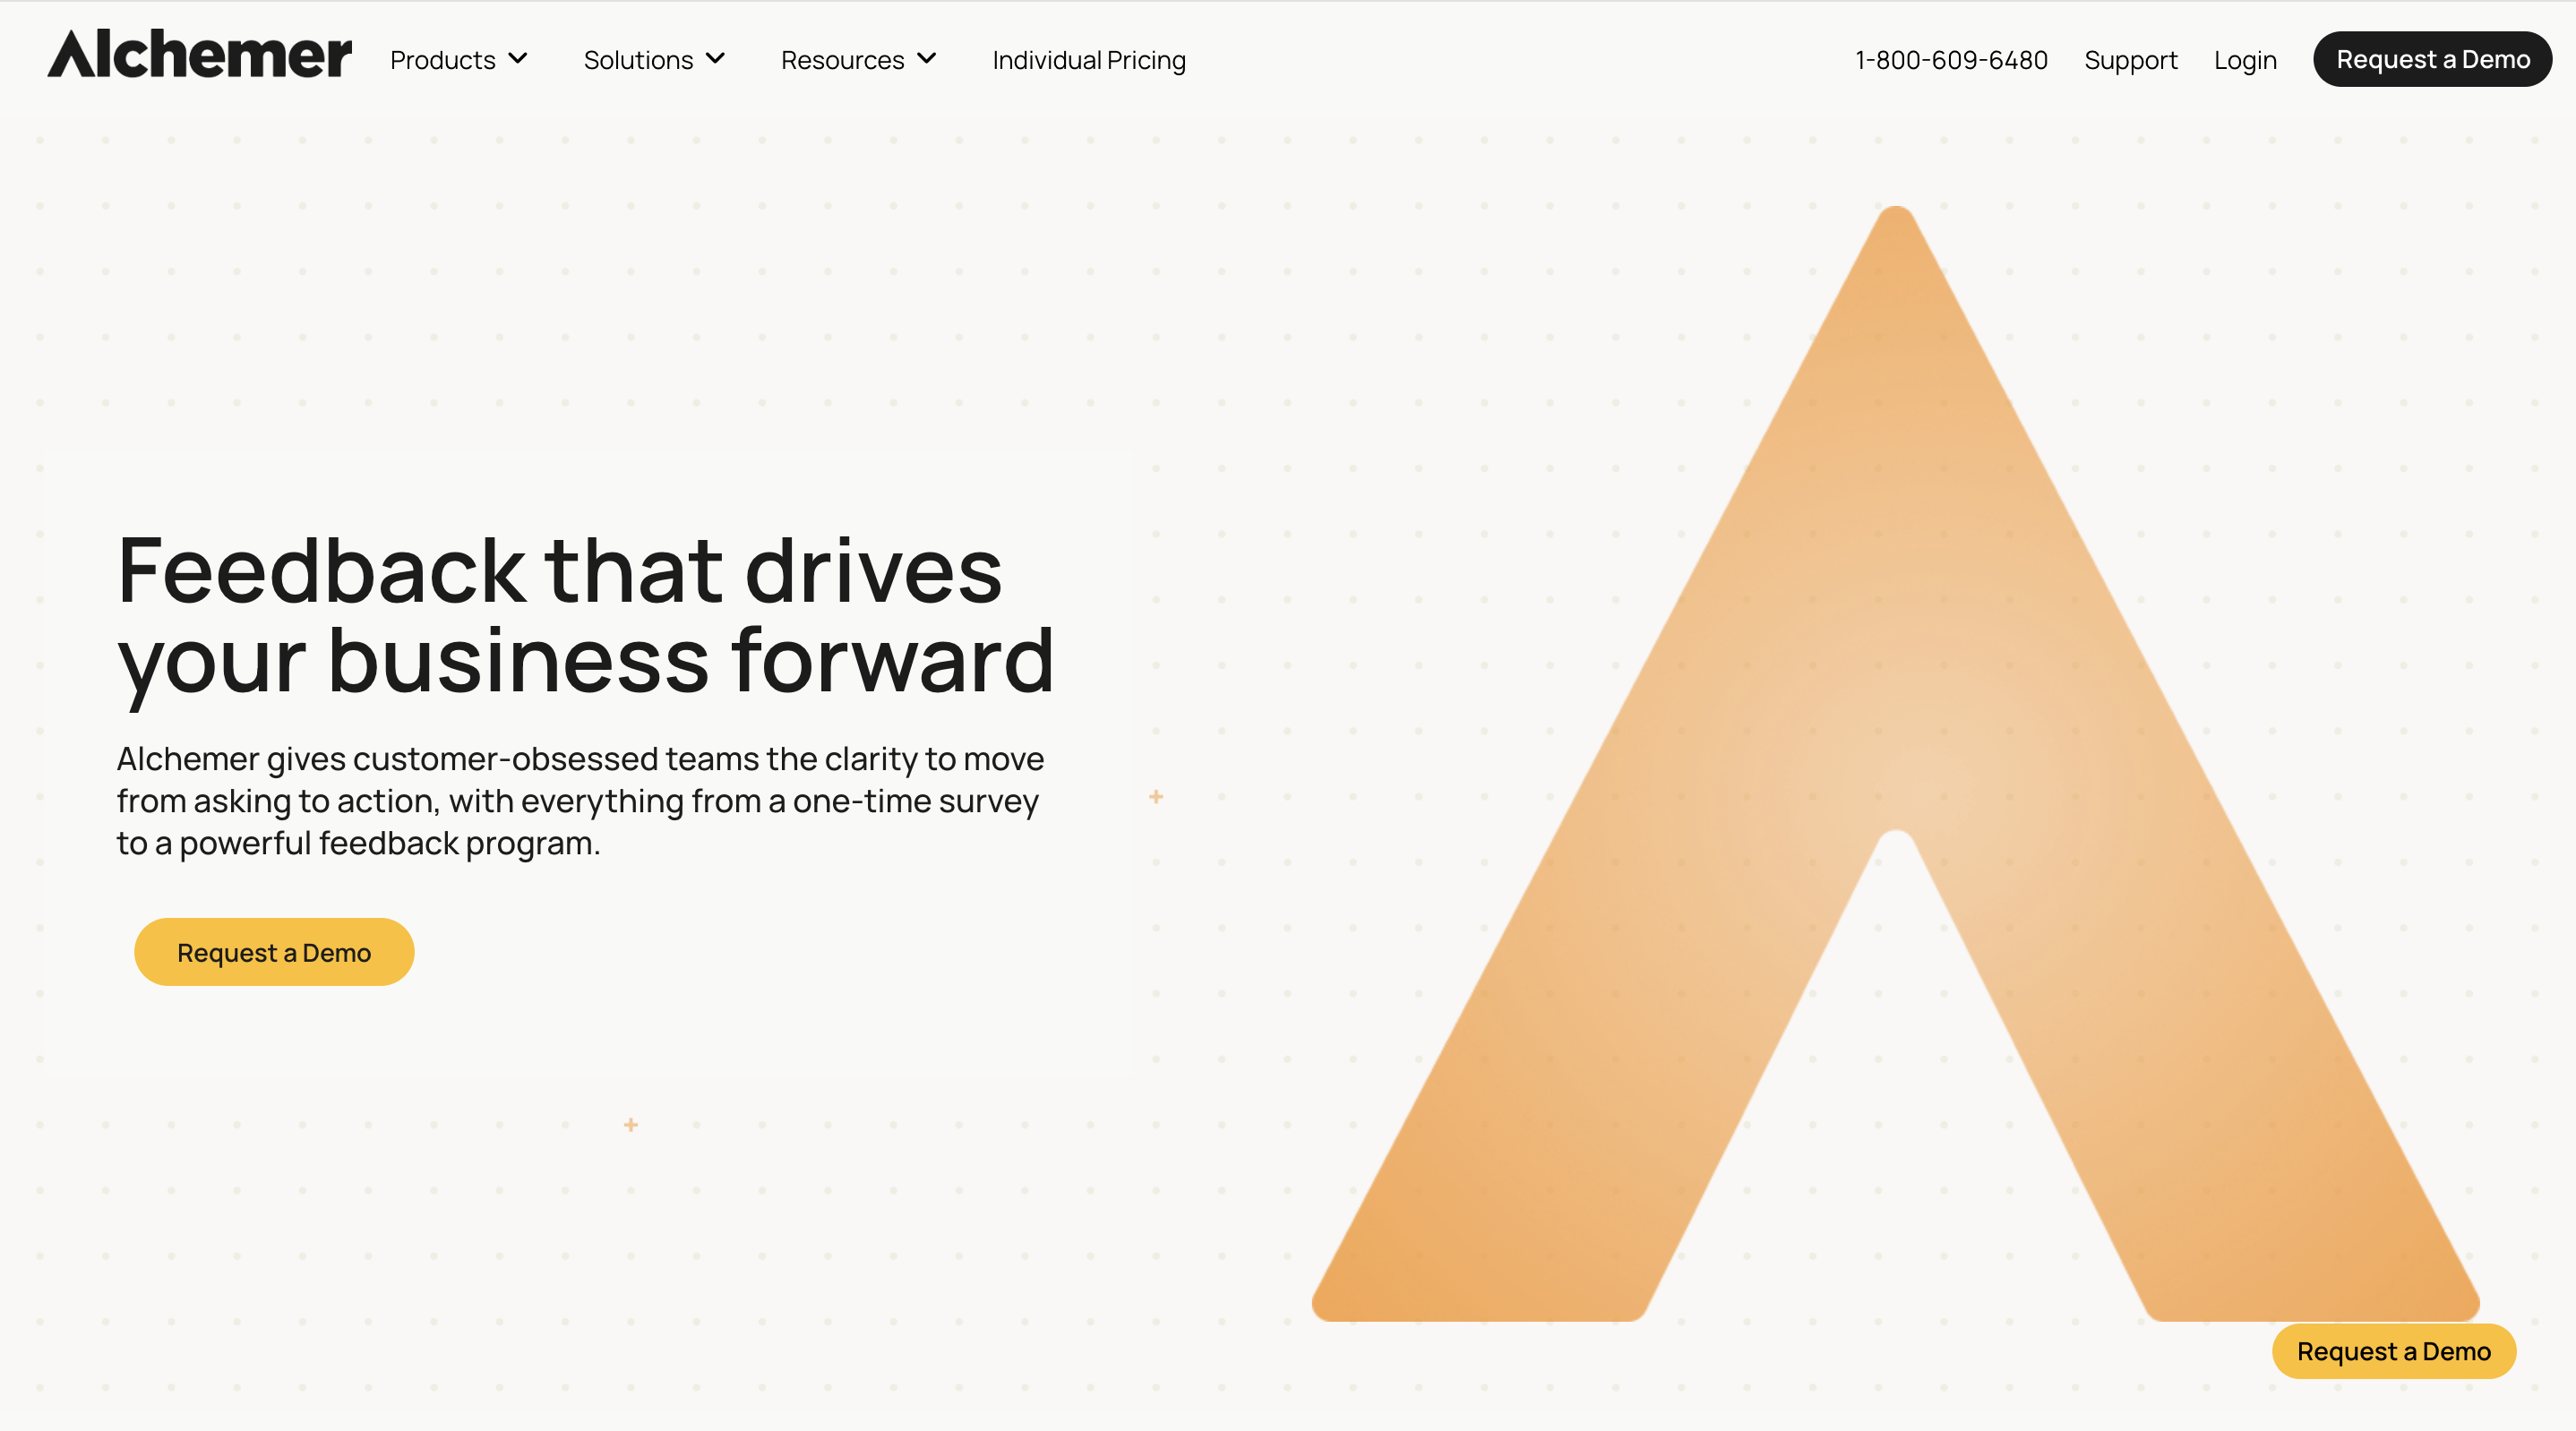 Alchemer
Products
Solutions
Resources
Individual Pricing
1-800-609-6480
Support
Login
Request a Demo
Feedback that drives
your business forward
Alchemer gives customer-obsessed teams the clarity to move
from asking to action, with everything from a one-time survey
to a powerful feedback program.
Request a Demo
Request a Demo